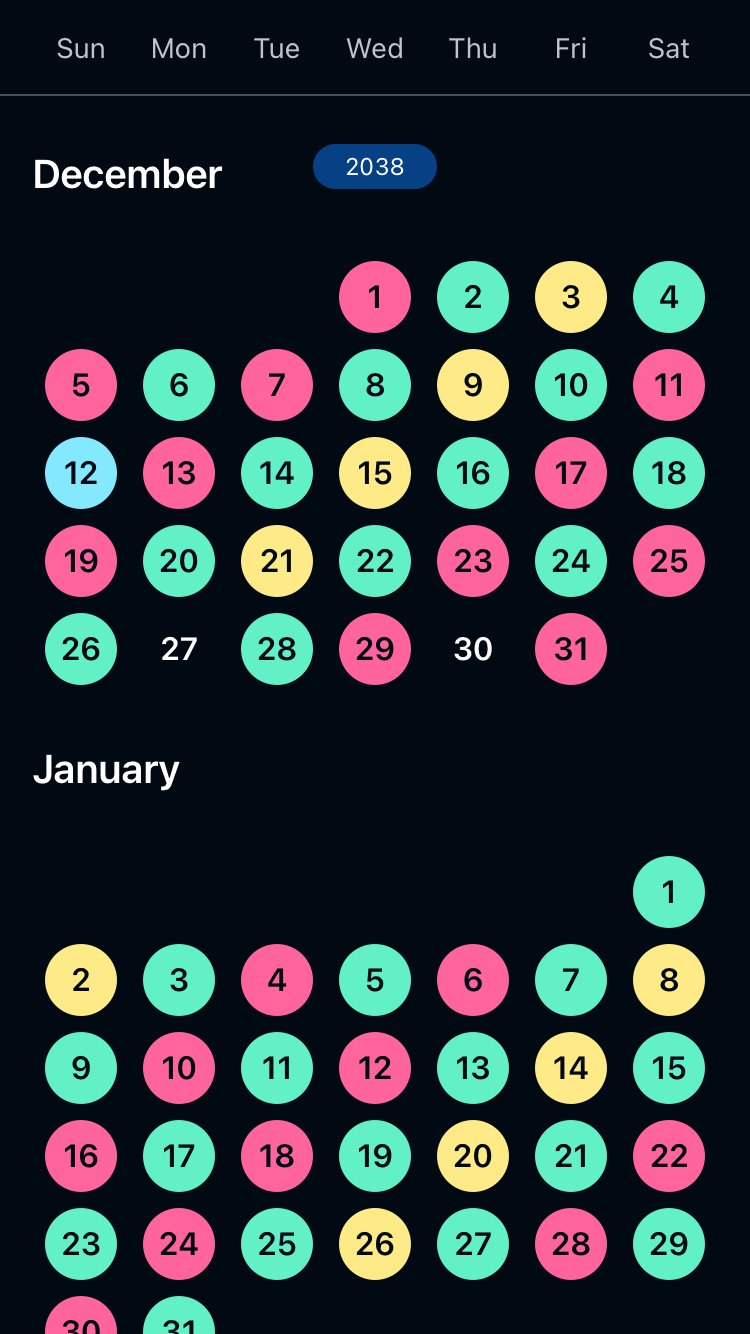 Sun Mon Tue Wed Thu Fri Sat
December 2038
1 2 3 4
5 6 7 8 9 10 11
12 13 14 15 16 17 18
19 20 21 22 23 24 25
26 27 28 29 30 31
January
1
2 3 4 5 6 7 8
9 10 11 12 13 14 15
16 17 18 19 20 21 22
23 24 25 26 27 28 29
30 31